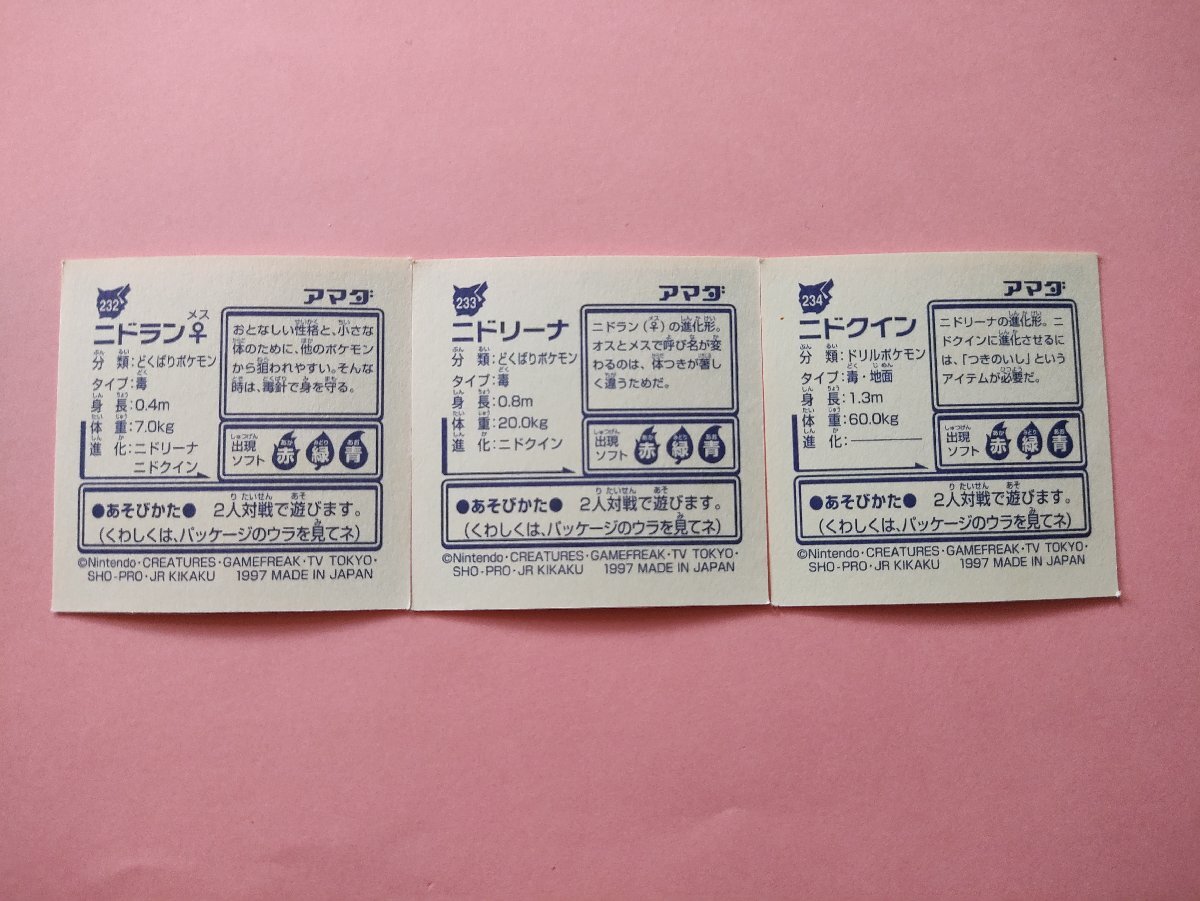 232
アマダ
ニドラン♀
メス
分類:どくばりポケモン
タイプ:毒
身長:0.4m
体重:7.0kg
進化:ニドリーナ
ニドクイン
おとなしい性格と、小さな
体のために、他のポケモン
から狙われやすい。そんな
時は、毒針で身を守る。
出現
ソフト
赤 緑 青
●あそびかた● 2人対戦で遊びます。
(くわしくは、パッケージのウラを見てネ)
©Nintendo・CREATURES・GAMEFREAK・TV TOKYO・
SHO-PRO・JR KIKAKU 1997 MADE IN JAPAN
233
アマダ
ニドリーナ
分類:どくばりポケモン
タイプ:毒
身長:0.8m
体重:20.0kg
進化:ニドクイン
ニドラン(♀)の進化形。
オスとメスで呼び名が変
わるのは、体つきが著し
く違うためだ。
出現
ソフト
赤 緑 青
●あそびかた● 2人対戦で遊びます。
(くわしくは、パッケージのウラを見てネ)
©Nintendo・CREATURES・GAMEFREAK・TV TOKYO・
SHO-PRO・JR KIKAKU 1997 MADE IN JAPAN
234
アマダ
ニドクイン
分類:ドリルポケモン
タイプ:毒・地面
身長:1.3m
体重:60.0kg
進化:————
ニドリーナの進化形。ニ
ドクインに進化させるに
は、「つきのいし」という
アイテムが必要だ。
出現
ソフト
赤 緑 青
●あそびかた● 2人対戦で遊びます。
(くわしくは、パッケージのウラを見てネ)
©Nintendo・CREATURES・GAMEFREAK・TV TOKYO・
SHO-PRO・JR KIKAKU 1997 MADE IN JAPAN